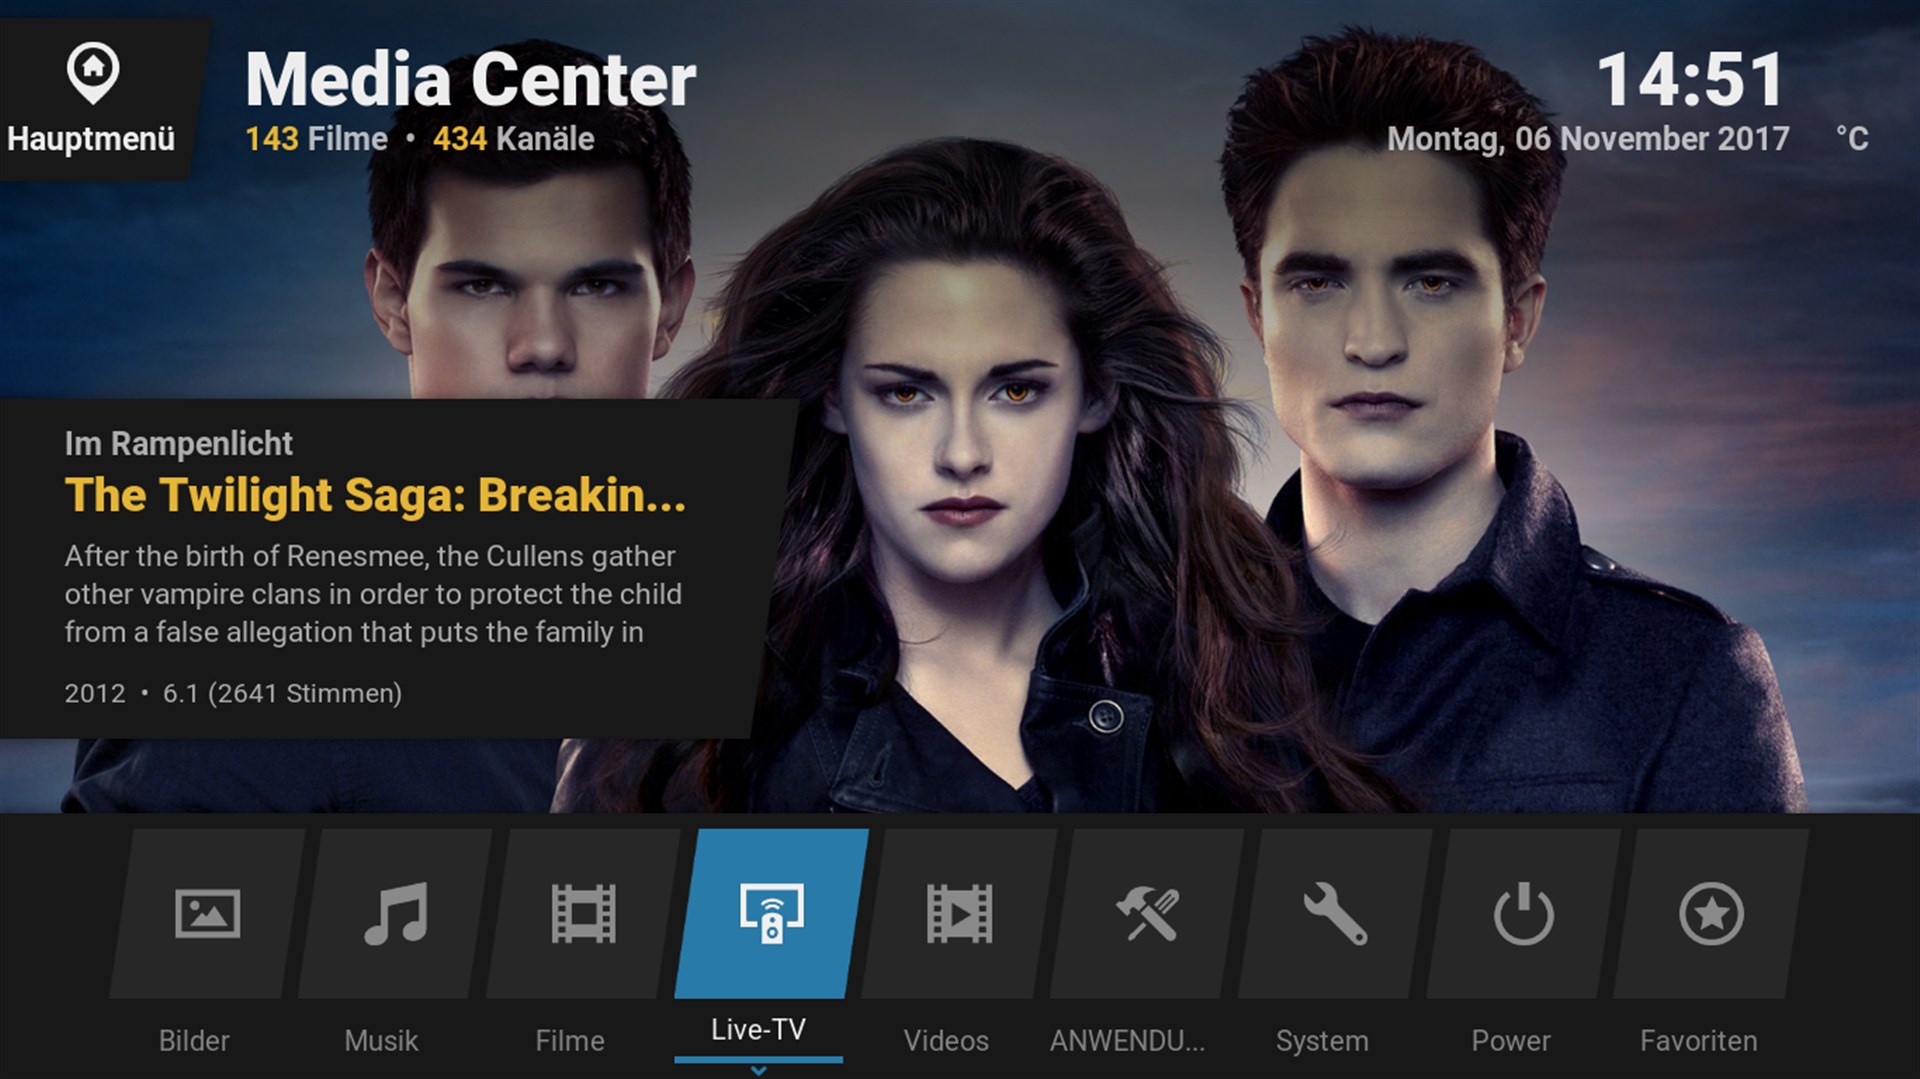 Hauptmenü
Media Center
143 Filme • 434 Kanäle
14:51
Montag, 06 November 2017 °C
Im Rampenlicht
The Twilight Saga: Breakin...
After the birth of Renesmee, the Cullens gather
other vampire clans in order to protect the child
from a false allegation that puts the family in
2012 • 6.1 (2641 Stimmen)
Bilder
Musik
Filme
Live-TV
Videos
ANWENDU...
System
Power
Favoriten